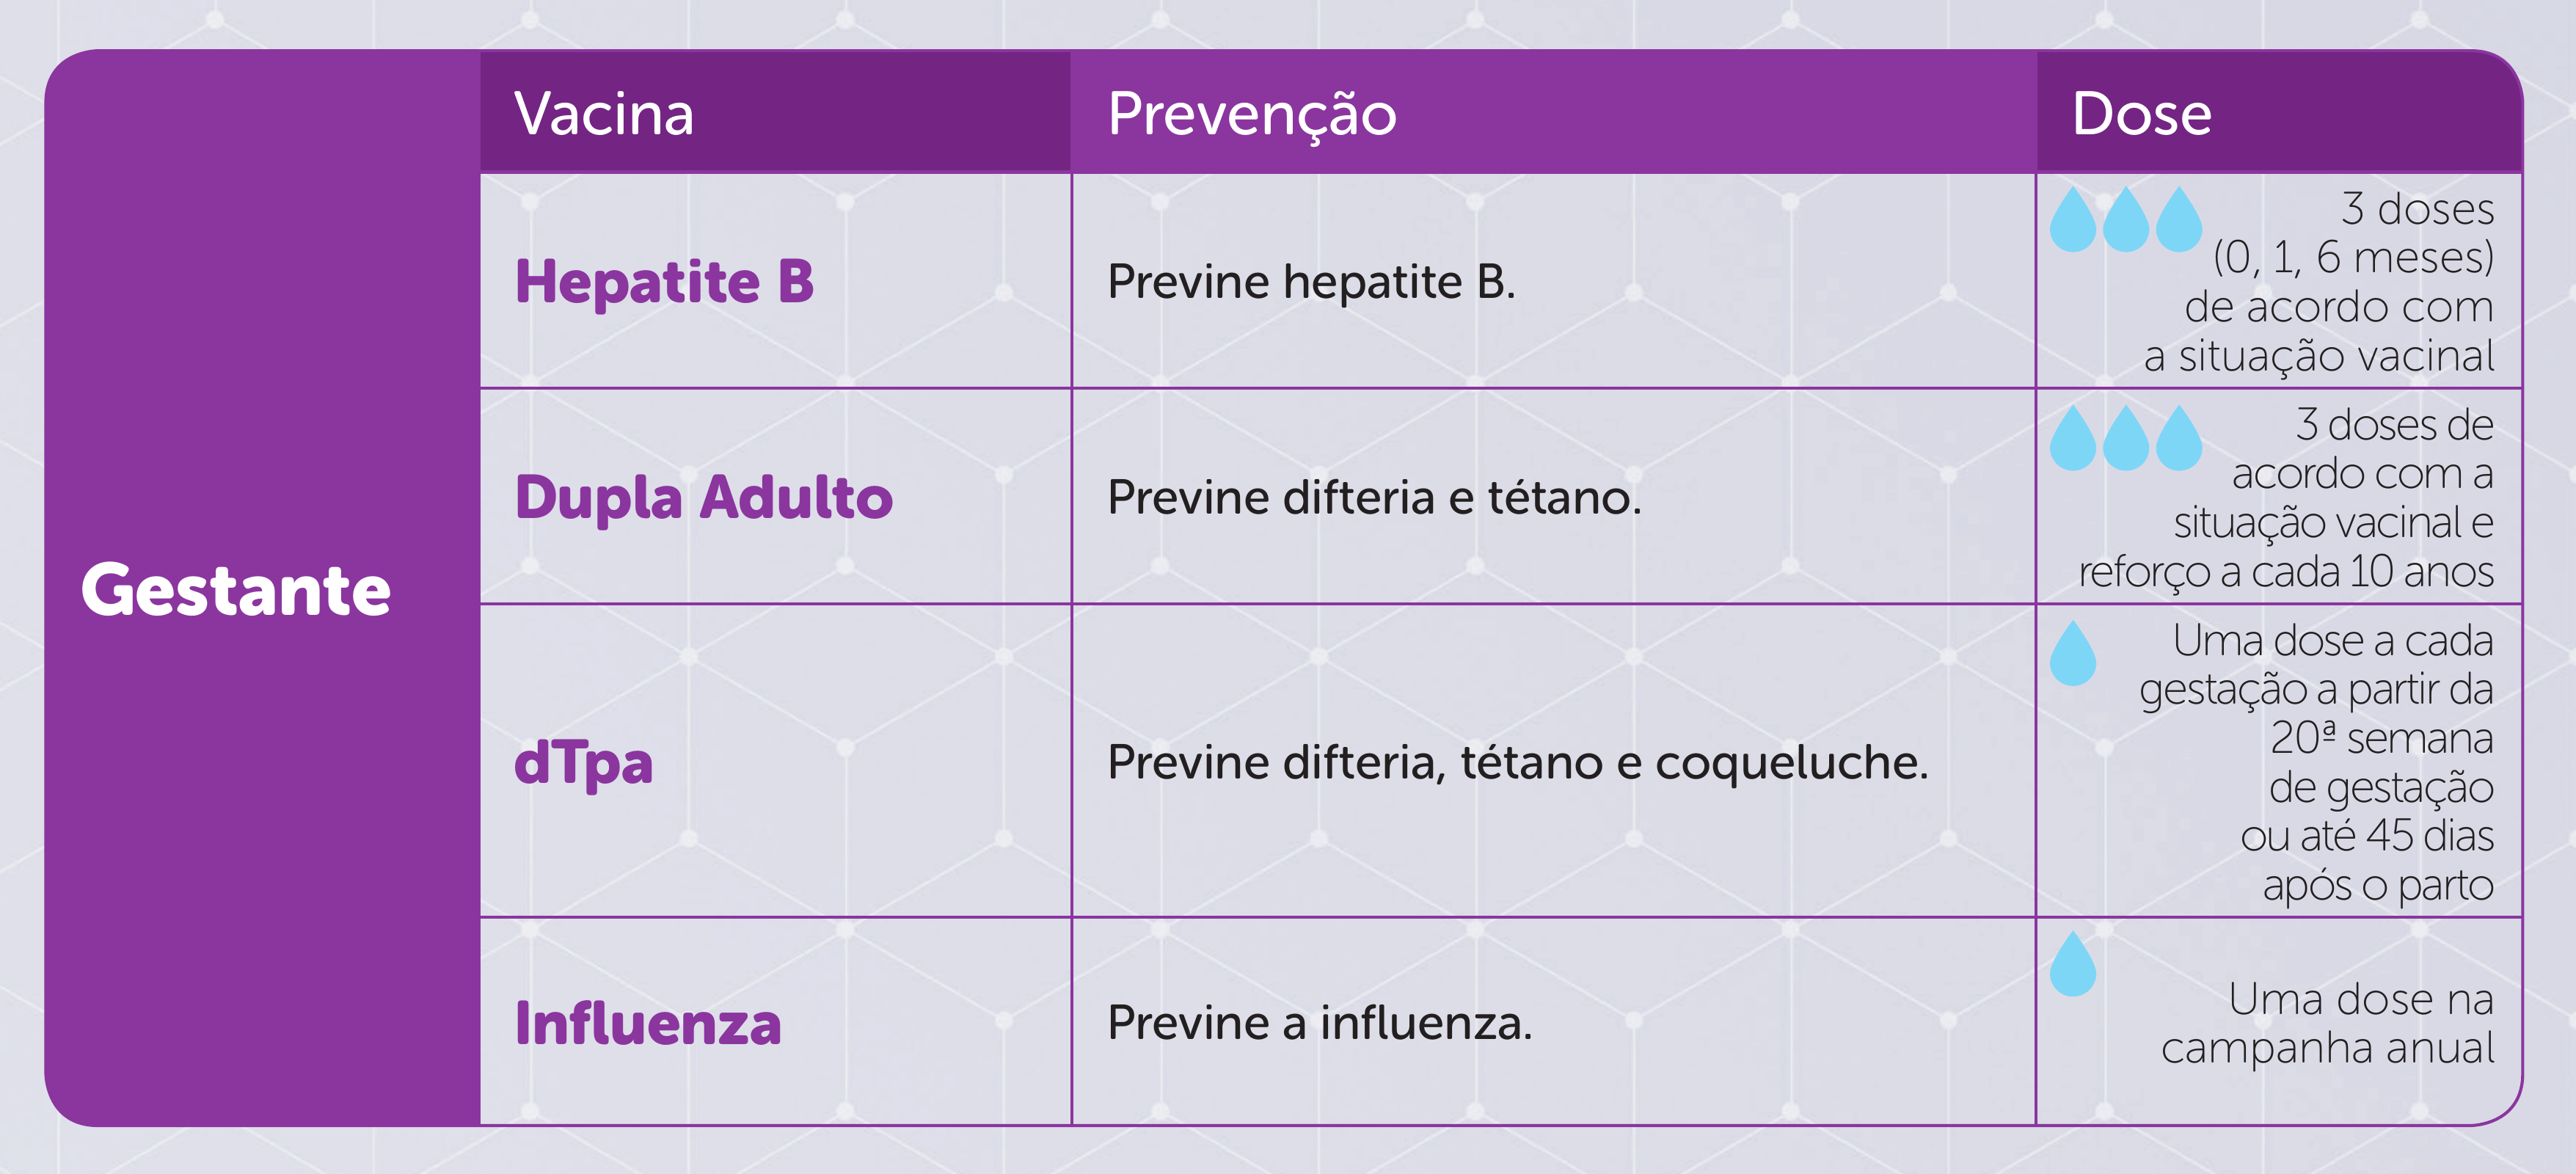 Vacina
Prevenção
Dose
Gestante
Hepatite B
Previne hepatite B.
3 doses
(0, 1, 6 meses)
de acordo com
a situação vacinal
Dupla Adulto
Previne difteria e tétano.
3 doses de
acordo com a
situação vacinal e
reforço a cada 10 anos
dTpa
Previne difteria, tétano e coqueluche.
Uma dose a cada
gestação a partir da
20ª semana
de gestação
ou até 45 dias
após o parto
Influenza
Previne a influenza.
Uma dose na
campanha anual